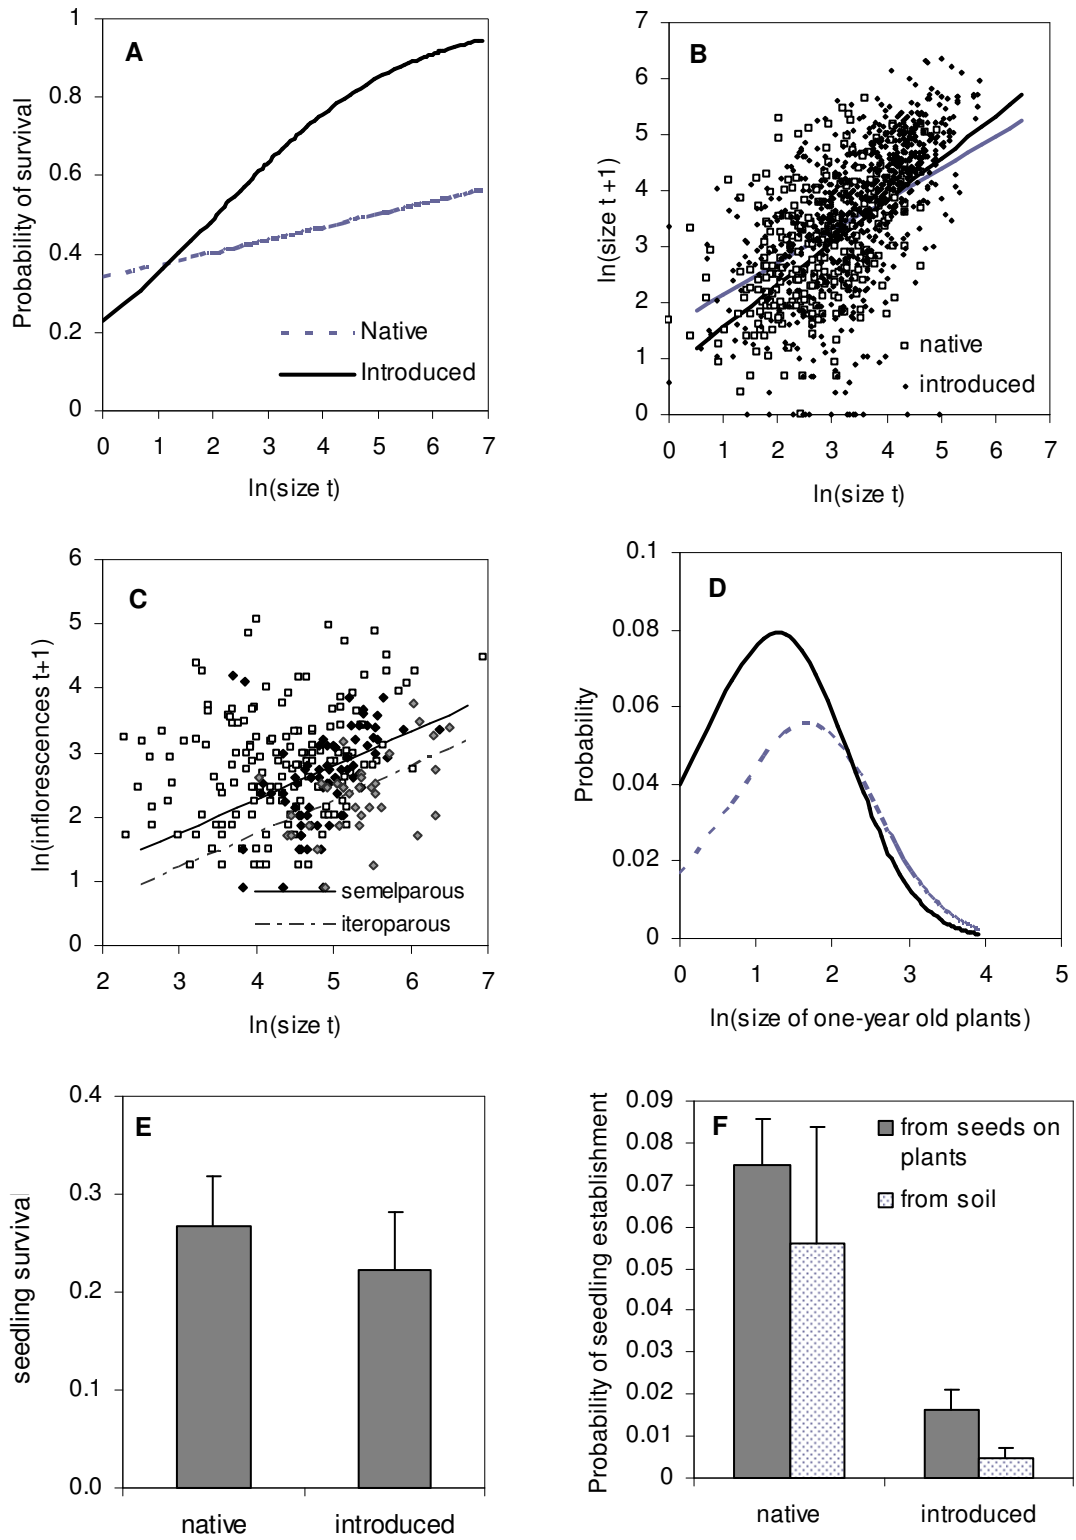 A
Probability of survival
1
0.8
0.6
0.4
0.2
0
Native
Introduced
0 1 2 3 4 5 6 7
ln(size t)
B
ln(size t +1)
7
6
5
4
3
2
1
0
native
introduced
0 1 2 3 4 5 6 7
ln(size t)
C
ln(inflorescences t+1)
6
5
4
3
2
1
0
semelparous
iteroparous
2 3 4 5 6 7
ln(size t)
D
Probability
0.1
0.08
0.06
0.04
0.02
0
0 1 2 3 4 5
ln(size of one-year old plants)
E
seedling survival
0.4
0.3
0.2
0.1
0.0
native introduced
F
Probability of seedling establishment
0.09
0.08
0.07
0.06
0.05
0.04
0.03
0.02
0.01
0
from seeds on
plants
from soil
native introduced